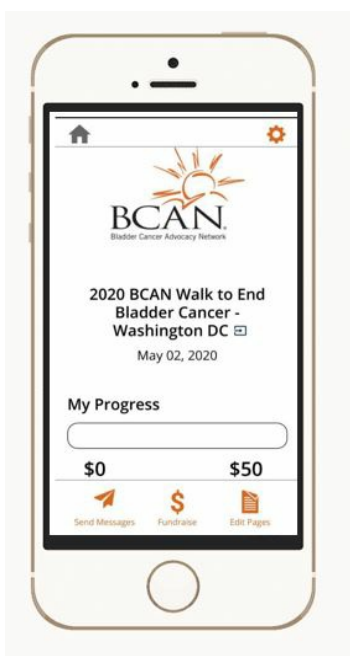 BCAN
Bladder Cancer Advocacy Network
2020 BCAN Walk to End
Bladder Cancer -
Washington DC
May 02, 2020
My Progress
$0 $50
Send Messages Fundraise Edit Pages